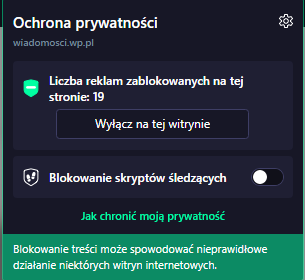 Ochrona prywatności
wiadomosci.wp.pl
Liczba reklam zablokowanych na tej
stronie: 19
Wyłącz na tej witrynie
Blokowanie skryptów śledzących
Jak chronić moją prywatność
Blokowanie treści może spowodować nieprawidłowe
działanie niektórych witryn internetowych.